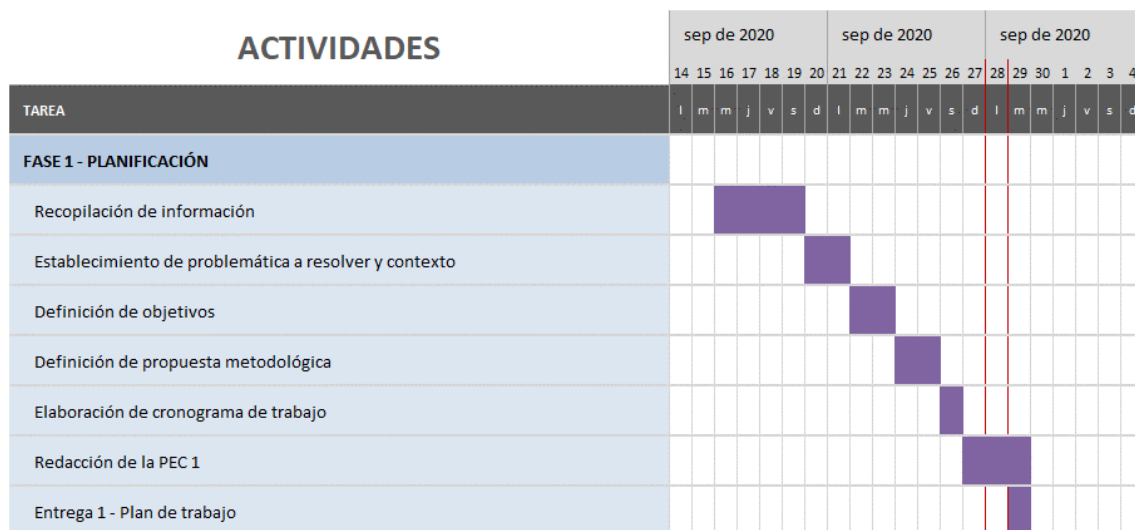 ACTIVIDADES
sep de 2020 sep de 2020 sep de 2020
14 15 16 17 18 19 20 21 22 23 24 25 26 27 28 29 30 1 2 3 4
TAREA l m m j v s d l m m j v s d l m m j v s d
FASE 1 - PLANIFICACIÓN
Recopilación de información
Establecimiento de problemática a resolver y contexto
Definición de objetivos
Definición de propuesta metodológica
Elaboración de cronograma de trabajo
Redacción de la PEC 1
Entrega 1 - Plan de trabajo